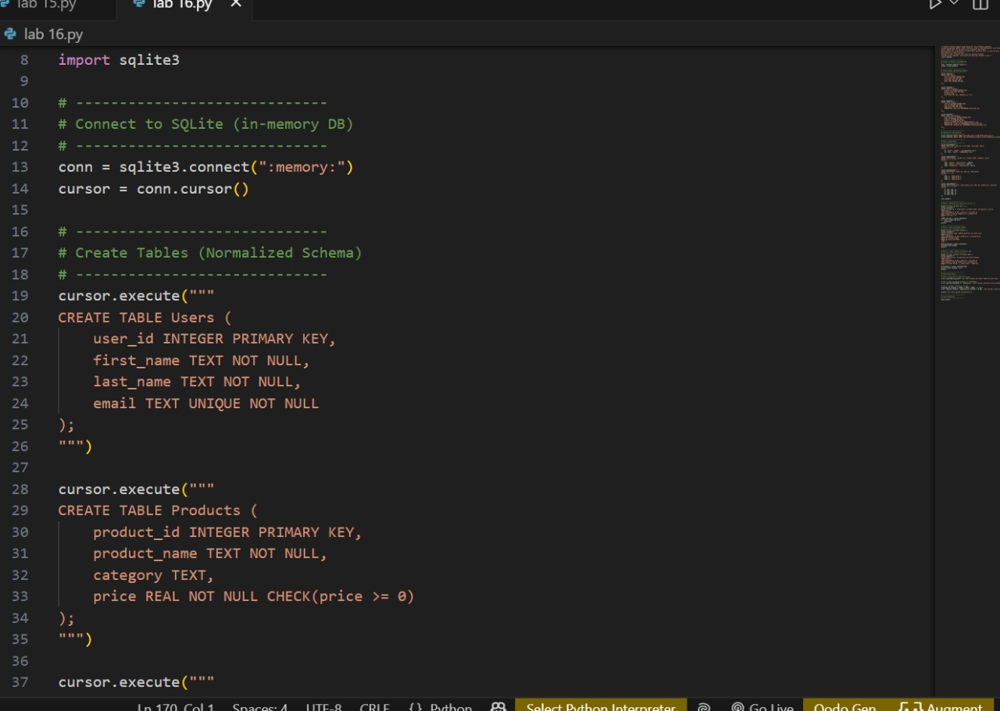 lab 15.py
lab 16.py
lab 16.py
8 import sqlite3
9
10 # -----------------------------
11 # Connect to SQLite (in-memory DB)
12 # -----------------------------
13 conn = sqlite3.connect(":memory:")
14 cursor = conn.cursor()
15
16 # -----------------------------
17 # Create Tables (Normalized Schema)
18 # -----------------------------
19 cursor.execute("""
20 CREATE TABLE Users (
21     user_id INTEGER PRIMARY KEY,
22     first_name TEXT NOT NULL,
23     last_name TEXT NOT NULL,
24     email TEXT UNIQUE NOT NULL
25 );
26 """)
27
28 cursor.execute("""
29 CREATE TABLE Products (
30     product_id INTEGER PRIMARY KEY,
31     product_name TEXT NOT NULL,
32     category TEXT,
33     price REAL NOT NULL CHECK(price >= 0)
34 );
35 """)
36
37 cursor.execute("""
Ln 170, Col 1 Spaces: 4 UTF-8 CRLF {} Python Select Python Interpreter Go Live Qodo Gen Augment